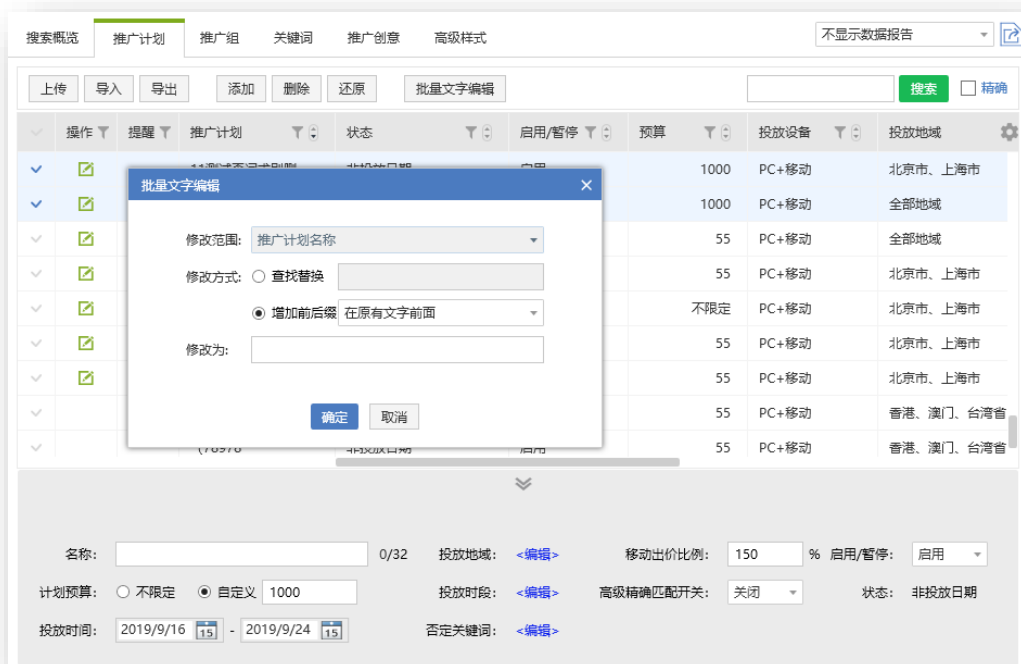 搜索概览 推广计划 推广组 关键词 推广创意 高级样式 不显示数据报告
上传 导入 导出 添加 删除 还原 批量文字编辑 搜索 精确
操作 提醒 推广计划 状态 启用/暂停 预算 投放设备 投放地域
1000 PC+移动 北京市、上海市
批量文字编辑
1000 PC+移动 全部地域
修改范围: 推广计划名称 55 PC+移动 全部地域
修改方式: 查找替换 55 PC+移动 北京市、上海市
增加前后缀 在原有文字前面 不限定 PC+移动 北京市、上海市
修改为: 55 PC+移动 北京市、上海市
55 PC+移动 北京市、上海市
确定 取消 55 PC+移动 香港、澳门、台湾省
(78978 非投放日期 启用 55 PC+移动 香港、澳门、台湾省
名称: 0/32 投放地域: <编辑> 移动出价比例: 150 % 启用/暂停: 启用
计划预算: 不限定 自定义 1000 投放时段: <编辑> 高级精确匹配开关: 关闭 状态: 非投放日期
投放时间: 2019/9/16 15 - 2019/9/24 15 否定关键词: <编辑>